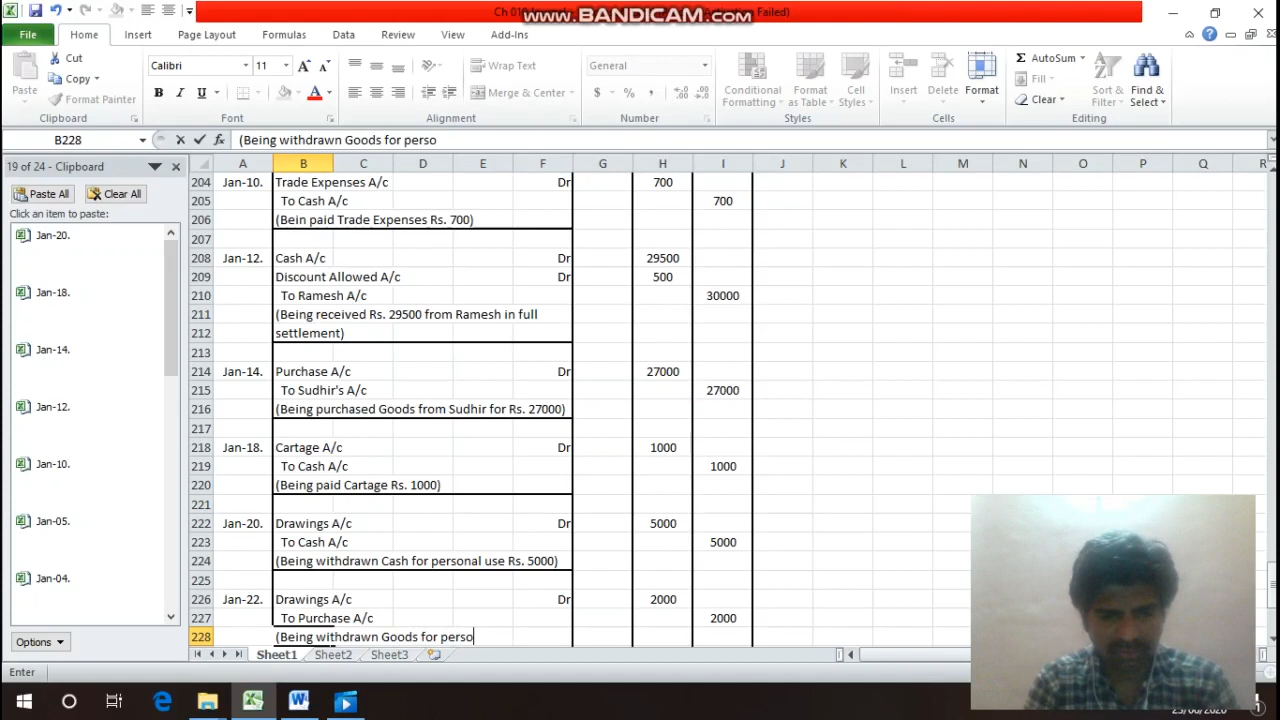 Ch 01
Activation Failed)
www.BANDICAM.com
File Home Insert Page Layout Formulas Data Review View Add-Ins
Cut
Copy
Format Painter
Paste
Clipboard
Calibri 11
B I U
Font
Wrap Text
Merge & Center
Alignment
General
$ % ,
Number
Conditional Formatting
Format as Table
Cell Styles
Styles
Insert Delete Format
Cells
AutoSum
Fill
Clear
Sort & Filter
Find & Select
Editing
B228 fx (Being withdrawn Goods for perso
19 of 24 - Clipboard
Paste All Clear All
Click an item to paste:
Jan-20.
Jan-18.
Jan-14.
Jan-12.
Jan-10.
Jan-05.
Jan-04.
Options
A B C D E F G H I J K L M N O P Q R
204 Jan-10. Trade Expenses A/c Dr 700
205 To Cash A/c 700
206 (Bein paid Trade Expenses Rs. 700)
207
208 Jan-12. Cash A/c Dr 29500
209 Discount Allowed A/c Dr 500
210 To Ramesh A/c 30000
211 (Being received Rs. 29500 from Ramesh in full
212 settlement)
213
214 Jan-14. Purchase A/c Dr 27000
215 To Sudhir's A/c 27000
216 (Being purchased Goods from Sudhir for Rs. 27000)
217
218 Jan-18. Cartage A/c Dr 1000
219 To Cash A/c 1000
220 (Being paid Cartage Rs. 1000)
221
222 Jan-20. Drawings A/c Dr 5000
223 To Cash A/c 5000
224 (Being withdrawn Cash for personal use Rs. 5000)
225
226 Jan-22. Drawings A/c Dr 2000
227 To Purchase A/c 2000
228 (Being withdrawn Goods for perso
Sheet1 Sheet2 Sheet3
Enter